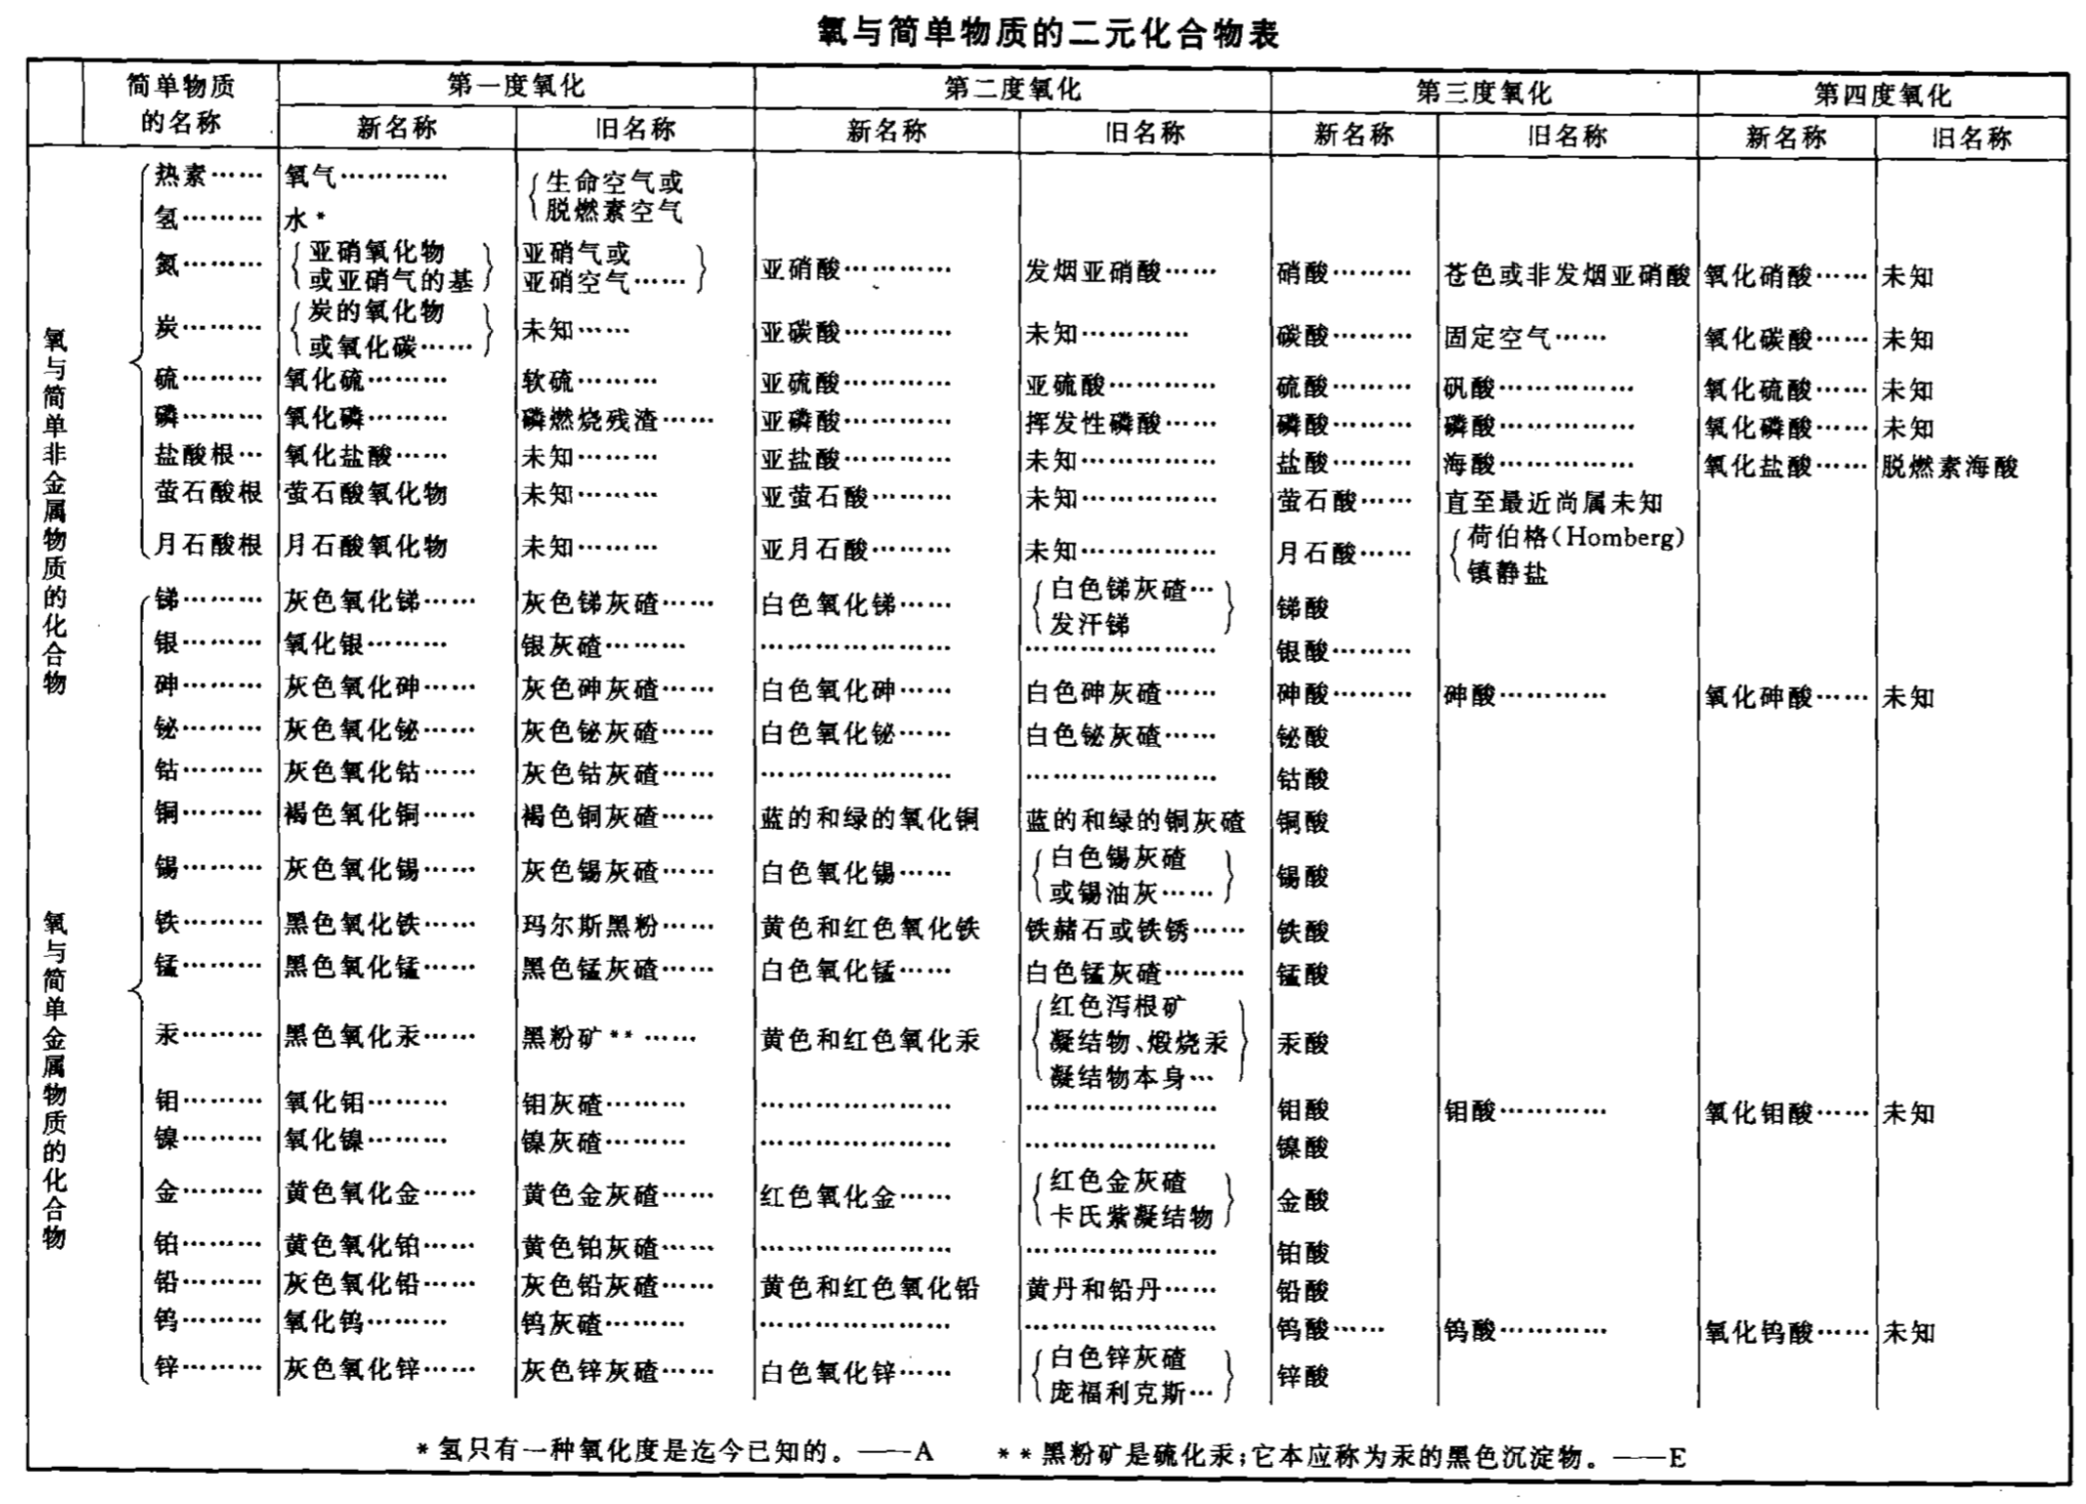 氧与简单物质的二元化合物表
简单物质的名称 第一度氧化 第二度氧化 第三度氧化 第四度氧化
新名称 旧名称 新名称 旧名称 新名称 旧名称 新名称 旧名称
氧与简单非金属物质的化合物
热素…… 氧气………… 生命空气或脱燃素空气
氢……… 水*
氮……… 亚硝氧化物或亚硝气的基 亚硝气或亚硝空气…… 亚硝酸………… 发烟亚硝酸…… 硝酸……… 苍色或非发烟亚硝酸 氧化硝酸…… 未知
炭……… 炭的氧化物或氧化碳…… 未知…… 亚碳酸………… 未知………… 碳酸……… 固定空气…… 氧化碳酸…… 未知
硫……… 氧化硫……… 软硫……… 亚硫酸………… 亚硫酸………… 硫酸……… 矾酸…………… 氧化硫酸…… 未知
磷……… 氧化磷……… 磷燃烧残渣…… 亚磷酸………… 挥发性磷酸…… 磷酸……… 磷酸…………… 氧化磷酸…… 未知
盐酸根… 氧化盐酸…… 未知……… 亚盐酸………… 未知…………… 盐酸……… 海酸…………… 氧化盐酸…… 脱燃素海酸
萤石酸根 萤石酸氧化物 未知……… 亚萤石酸……… 未知…………… 萤石酸…… 直至最近尚属未知
月石酸根 月石酸氧化物 未知……… 亚月石酸……… 未知…………… 月石酸…… 荷伯格(Homberg)镇静盐
氧与简单金属物质的化合物
锑……… 灰色氧化锑…… 灰色锑灰碴…… 白色氧化锑…… 白色锑灰碴…发汗锑 锑酸
银……… 氧化银……… 银灰碴……… ………………… ………………… 银酸………
砷……… 灰色氧化砷…… 灰色砷灰碴…… 白色氧化砷…… 白色砷灰碴…… 砷酸……… 砷酸………… 氧化砷酸…… 未知
铋……… 灰色氧化铋…… 灰色铋灰碴…… 白色氧化铋…… 白色铋灰碴…… 铋酸
钴……… 灰色氧化钴…… 灰色钴灰碴…… ………………… ………………… 钴酸
铜……… 褐色氧化铜…… 褐色铜灰碴…… 蓝的和绿的氧化铜 蓝的和绿的铜灰碴 铜酸
锡……… 灰色氧化锡…… 灰色锡灰碴…… 白色氧化锡…… 白色锡灰碴或锡油灰…… 锡酸
铁……… 黑色氧化铁…… 玛尔斯黑粉…… 黄色和红色氧化铁 铁赭石或铁锈…… 铁酸
锰……… 黑色氧化锰…… 黑色锰灰碴…… 白色氧化锰…… 白色锰灰碴……… 锰酸
汞……… 黑色氧化汞…… 黑粉矿**…… 黄色和红色氧化汞 红色泻根矿凝结物、煅烧汞凝结物本身… 汞酸
钼……… 氧化钼……… 钼灰碴……… ………………… ………………… 钼酸 钼酸………… 氧化钼酸…… 未知
镍……… 氧化镍……… 镍灰碴……… ………………… ………………… 镍酸
金……… 黄色氧化金…… 黄色金灰碴…… 红色氧化金…… 红色金灰碴卡氏紫凝结物 金酸
铂……… 黄色氧化铂…… 黄色铂灰碴…… ………………… ………………… 铂酸
铅……… 灰色氧化铅…… 灰色铅灰碴…… 黄色和红色氧化铅 黄丹和铅丹…… 铅酸
钨……… 氧化钨……… 钨灰碴……… ………………… ………………… 钨酸…… 钨酸………… 氧化钨酸…… 未知
锌……… 灰色氧化锌…… 灰色锌灰碴…… 白色氧化锌…… 白色锌灰碴庞福利克斯… 锌酸
*氢只有一种氧化度是迄今已知的。——A **黑粉矿是硫化汞;它本应称为汞的黑色沉淀物。——E